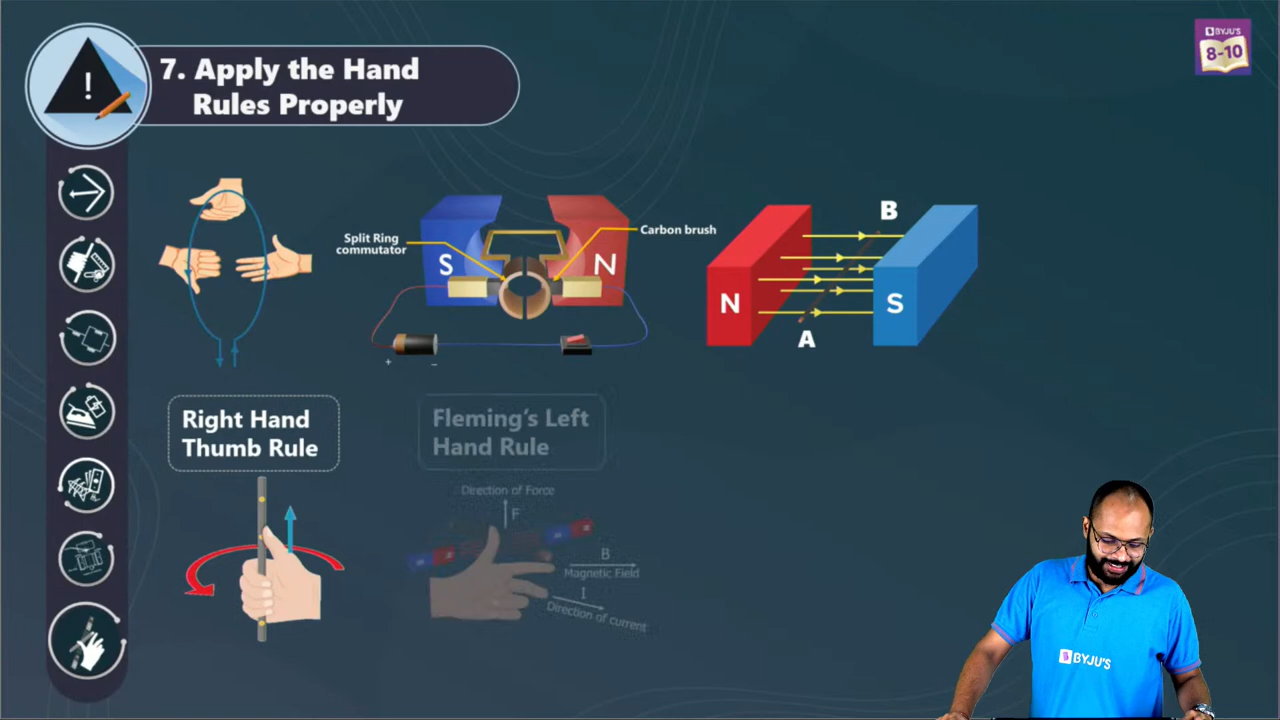 7. Apply the Hand
Rules Properly
BYJU'S
8-10
Split Ring
commutator
S
N
Carbon brush
+
–
N
S
B
A
Right Hand
Thumb Rule
Fleming's Left
Hand Rule
Direction of Force
F
B
Magnetic Field
I
Direction of current
BYJU'S